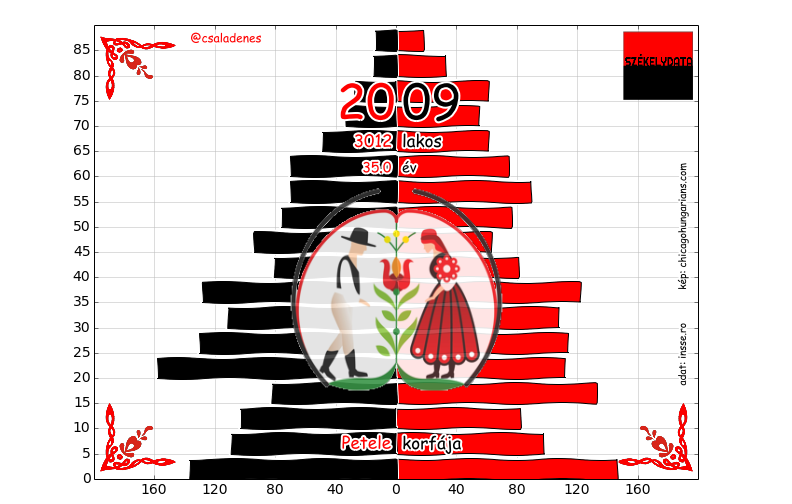 @csaladenes
SZÉKELYDATA
2009
3012 lakos
35.0 év
Petele korfája
kép: chicagohungarians.com
adat: insse.ro
85
80
75
70
65
60
55
50
45
40
35
30
25
20
15
10
5
0
160 120 80 40 0 40 80 120 160